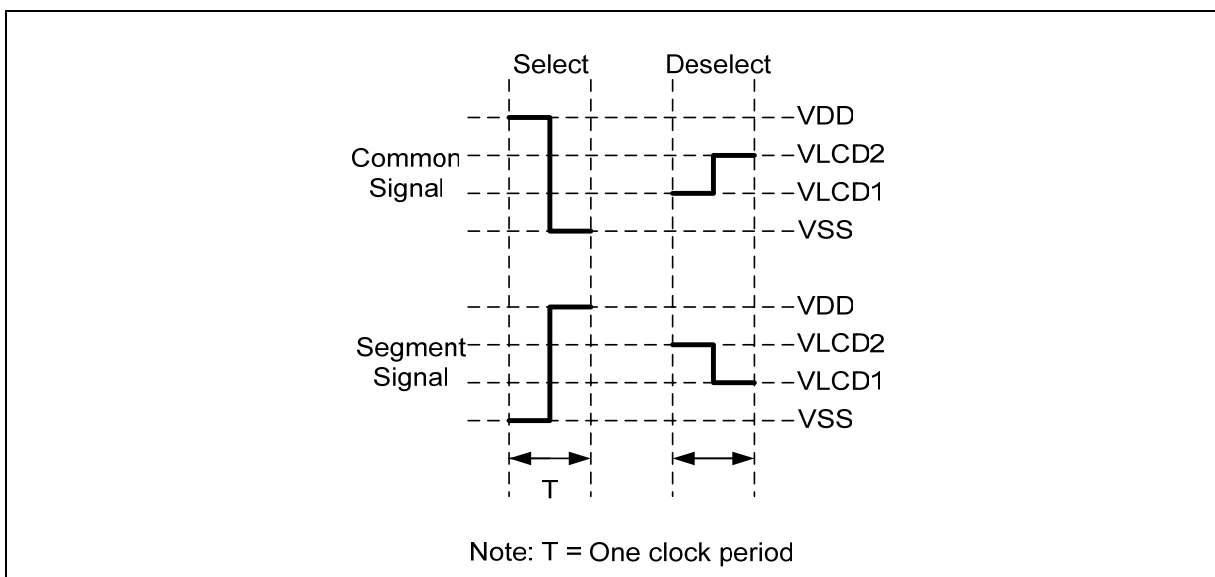 Select
Deselect
Common
Signal
VDD
VLCD2
VLCD1
VSS
Segment
Signal
VDD
VLCD2
VLCD1
VSS
T
Note: T = One clock period